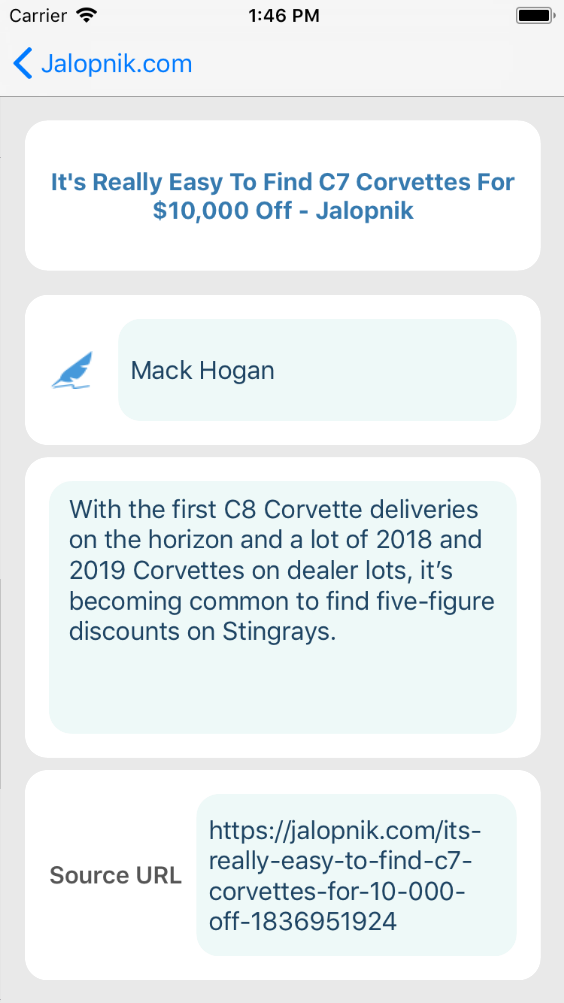 Carrier 1:46 PM
Jalopnik.com
It's Really Easy To Find C7 Corvettes For
$10,000 Off - Jalopnik
Mack Hogan
With the first C8 Corvette deliveries
on the horizon and a lot of 2018 and
2019 Corvettes on dealer lots, it’s
becoming common to find five-figure
discounts on Stingrays.
Source URL
https://jalopnik.com/its-
really-easy-to-find-c7-
corvettes-for-10-000-
off-1836951924